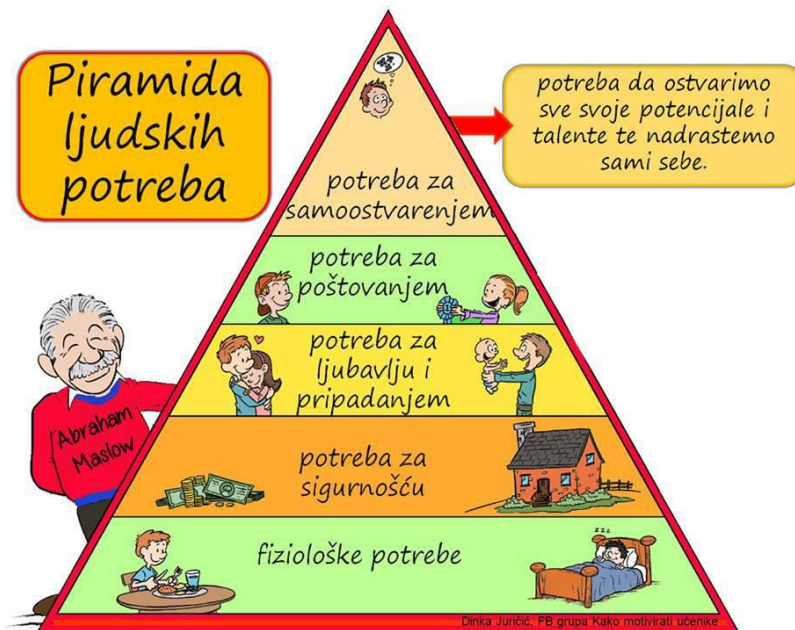 Piramida
ljudskih
potreba
potreba da ostvarimo
sve svoje potencijale i
talente te nadrastemo
sami sebe.
potreba za
samoostvarenjem
potreba za
poštovanjem
potreba za
ljubavlju i
pripadanjem
Abraham
Maslow
potreba za
sigurnošću
zzz
fiziološke potrebe
Dinka Juričić, FB grupa Kako motivirati učenike